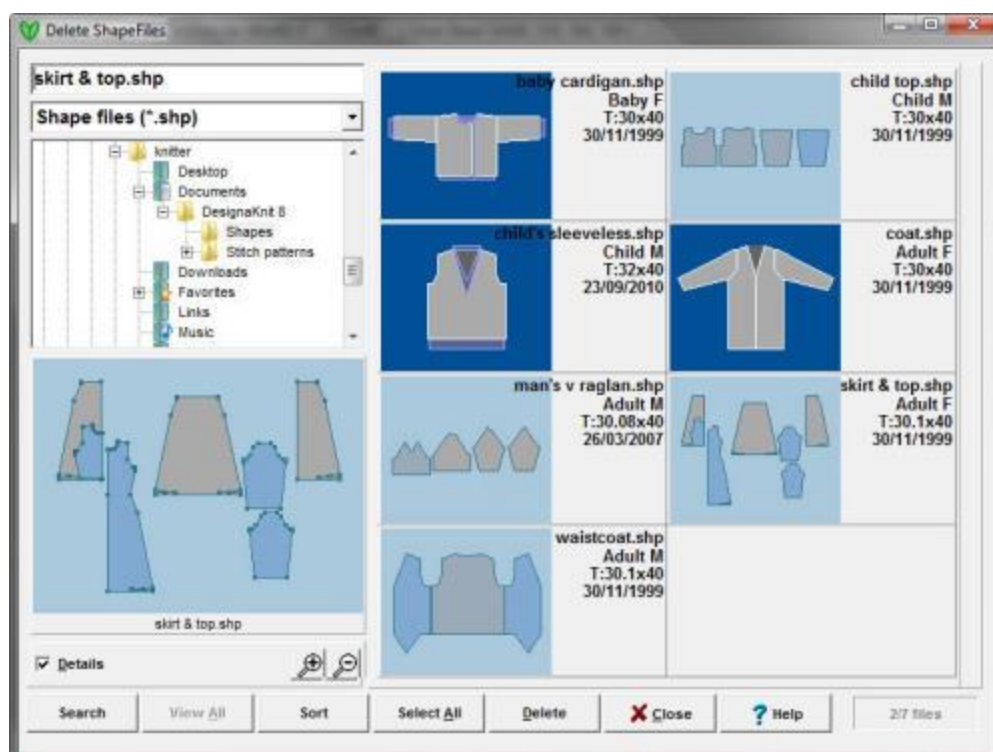 Delete ShapeFiles
skirt & top.shp
Shape files (*.shp)
knitter
Desktop
Documents
DesignaKnit 8
Shapes
Stitch patterns
Downloads
Favorites
Links
Music
skirt & top.shp
Details
baby cardigan.shp
Baby F
T:30x40
30/11/1999
child top.shp
Child M
T:30x40
30/11/1999
child's sleeveless.shp
Child M
T:32x40
23/09/2010
coat.shp
Adult F
T:30x40
30/11/1999
man's v raglan.shp
Adult M
T:30.08x40
26/03/2007
skirt & top.shp
Adult F
T:30.1x40
30/11/1999
waistcoat.shp
Adult M
T:30.1x40
30/11/1999
Search
View All
Sort
Select All
Delete
Close
Help
2/7 files